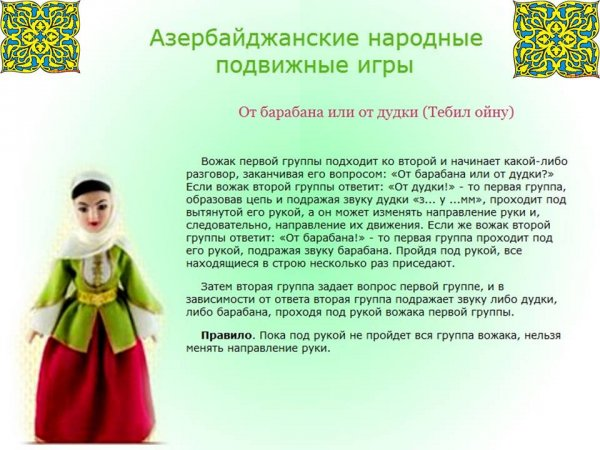 Азербайджанские народные
подвижные игры
От барабана или от дудки (Тебил ойну)
Вожак первой группы подходит ко второй и начинает какой-либо
разговор, заканчивая его вопросом: «От барабана или от дудки?»
Если вожак второй группы ответит: «От дудки!» - то первая группа,
образовав цепь и подражая звуку дудки «з... у ...мм», проходит под
вытянутой его рукой, а он может изменять направление руки и,
следовательно, направление их движения. Если же вожак второй
группы ответит: «От барабана!» - то первая группа проходит под
его рукой, подражая звуку барабана. Пройдя под рукой, все
находящиеся в строю несколько раз приседают.
Затем вторая группа задает вопрос первой группе, и в
зависимости от ответа вторая группа подражает звуку либо дудки,
либо барабана, проходя под рукой вожака первой группы.
Правило. Пока под рукой не пройдет вся группа вожака, нельзя
менять направление руки.